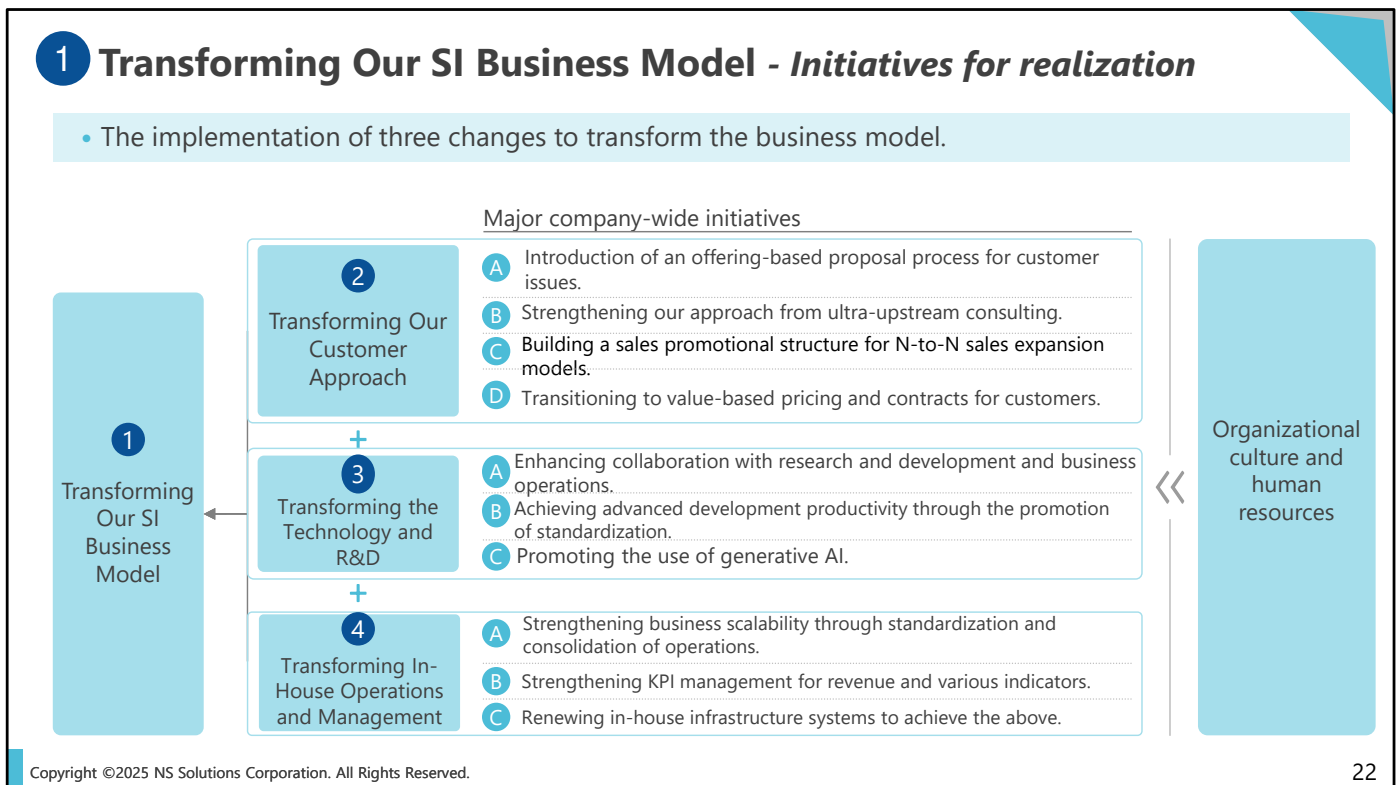 1 Transforming Our SI Business Model - Initiatives for realization
• The implementation of three changes to transform the business model.
Major company-wide initiatives
1
Transforming
Our SI
Business
Model
2
Transforming Our
Customer
Approach
A Introduction of an offering-based proposal process for customer
issues.
B Strengthening our approach from ultra-upstream consulting.
C Building a sales promotional structure for N-to-N sales expansion
models.
D Transitioning to value-based pricing and contracts for customers.
+
3
Transforming the
Technology and
R&D
A Enhancing collaboration with research and development and business
operations.
B Achieving advanced development productivity through the promotion
of standardization.
C Promoting the use of generative AI.
+
4
Transforming In-
House Operations
and Management
A Strengthening business scalability through standardization and
consolidation of operations.
B Strengthening KPI management for revenue and various indicators.
C Renewing in-house infrastructure systems to achieve the above.
Organizational
culture and
human
resources
Copyright ©2025 NS Solutions Corporation. All Rights Reserved.
22